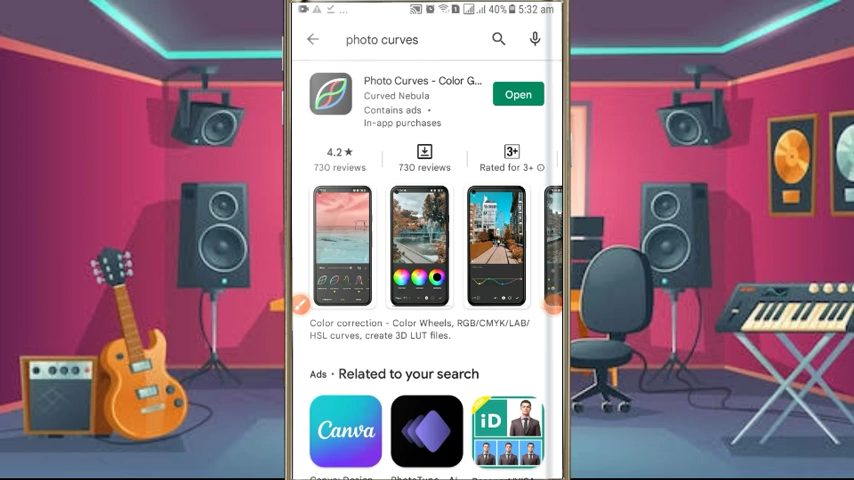 40% 5:32 am
photo curves
Photo Curves - Color G...
Curved Nebula
Contains ads •
In-app purchases
Open
4.2★
730 reviews
730 reviews
3+
Rated for 3+
Color correction - Color Wheels, RGB/CMYK/LAB/
HSL curves, create 3D LUT files.
Ads · Related to your search
Canva
iD